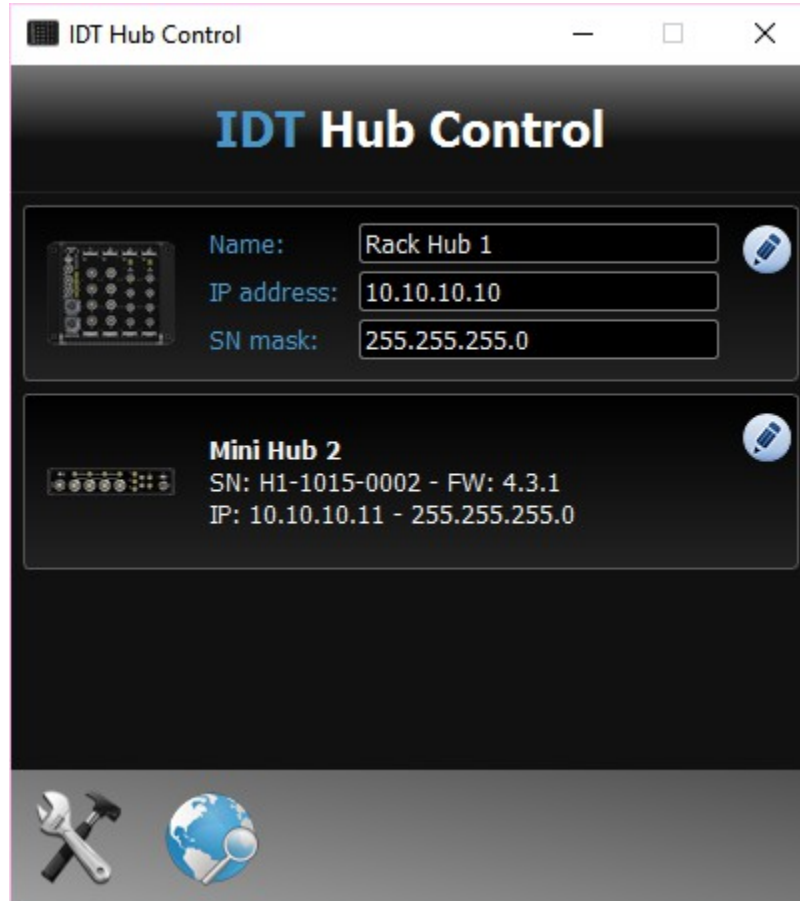 IDT Hub Control
IDT Hub Control
Name: Rack Hub 1
IP address: 10.10.10.10
SN mask: 255.255.255.0
Mini Hub 2
SN: H1-1015-0002 - FW: 4.3.1
IP: 10.10.10.11 - 255.255.255.0